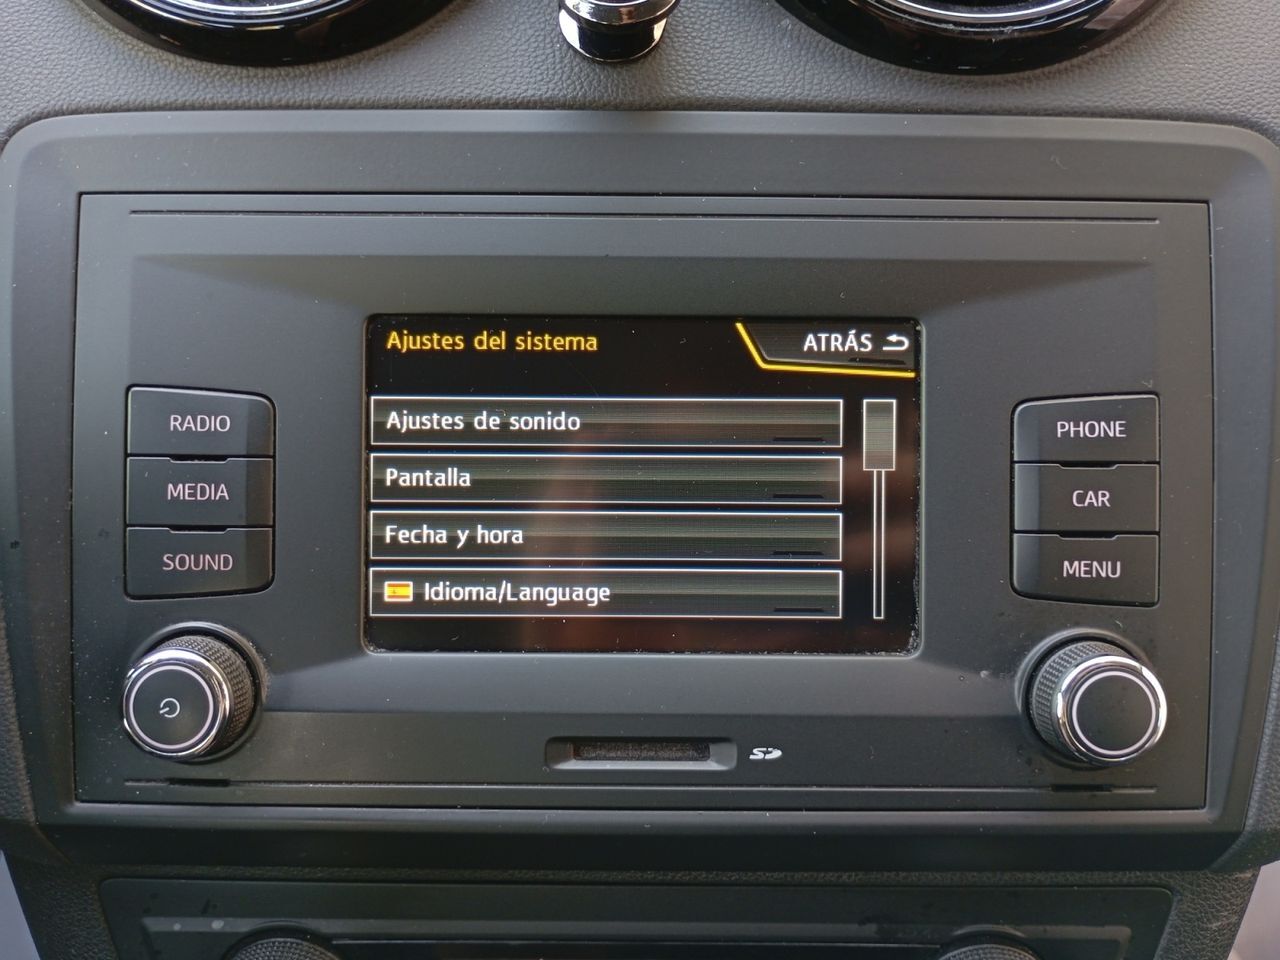 Ajustes del sistema
ATRÁS
Ajustes de sonido
Pantalla
Fecha y hora
Idioma/Language
RADIO
MEDIA
SOUND
PHONE
CAR
MENU
SD